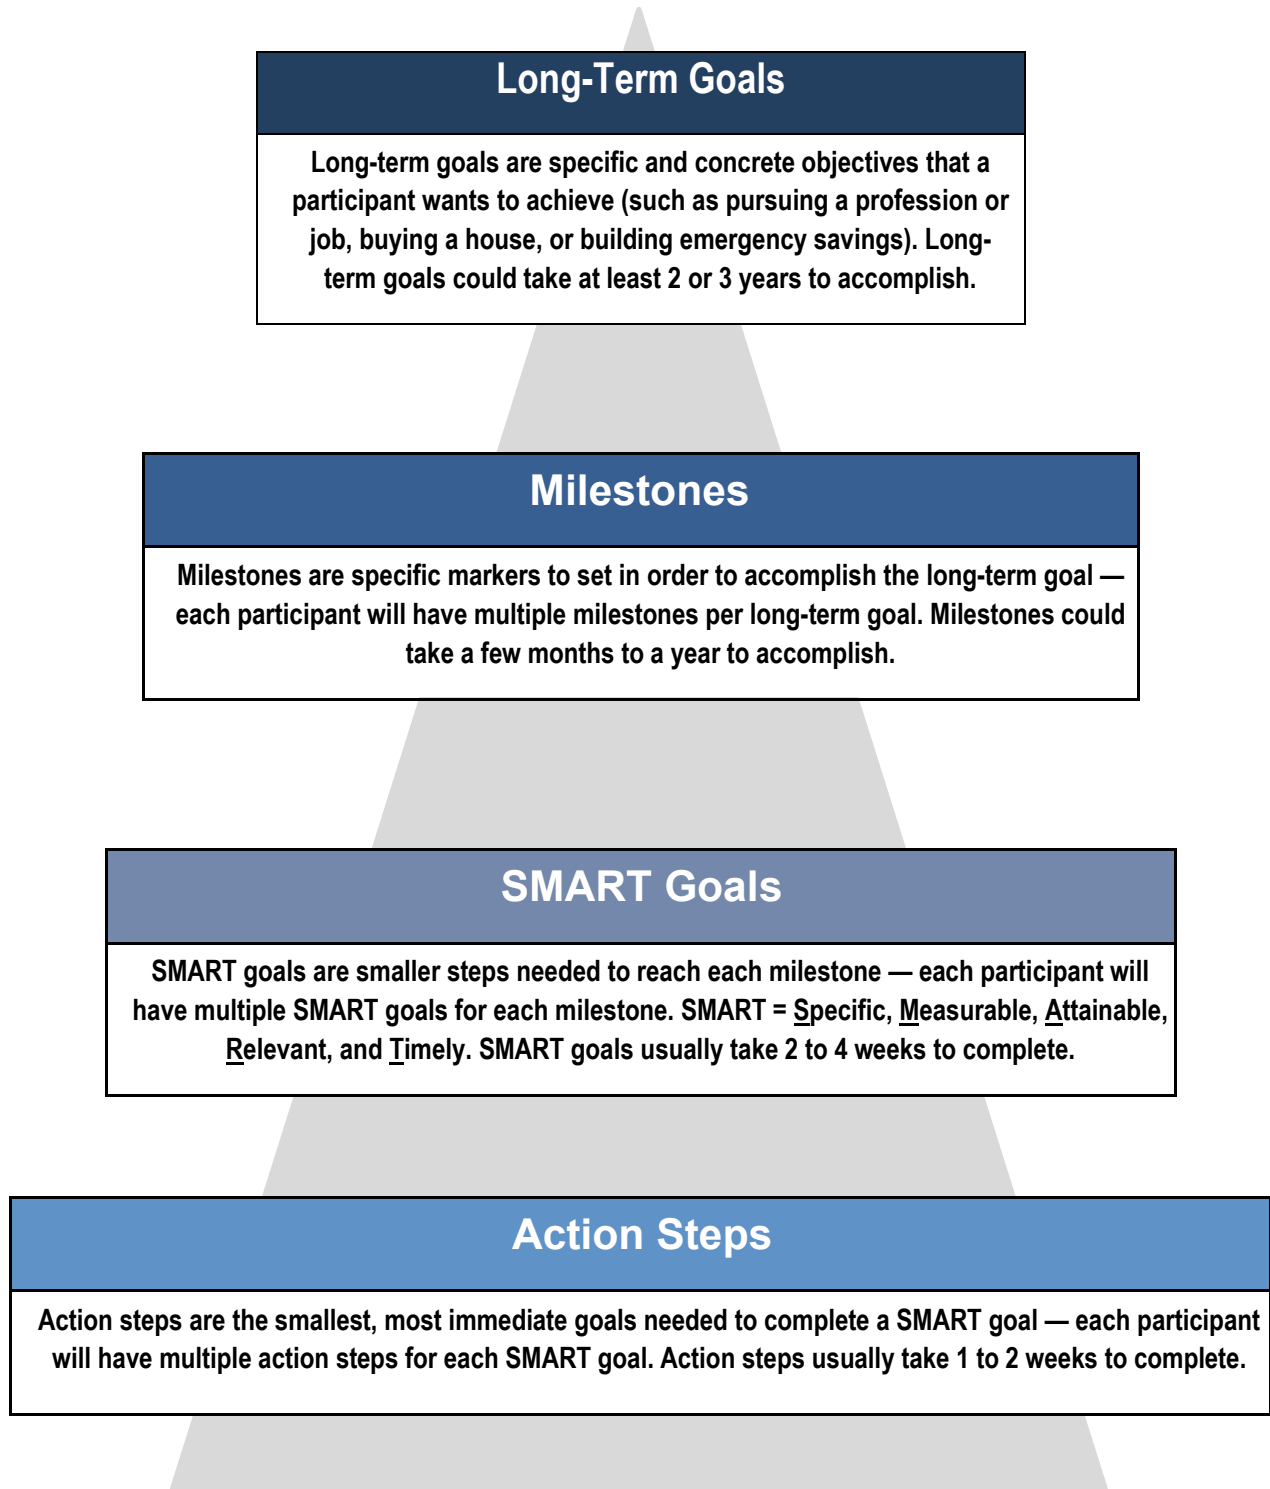 Long-Term Goals
Long-term goals are specific and concrete objectives that a
participant wants to achieve (such as pursuing a profession or
job, buying a house, or building emergency savings). Long-
term goals could take at least 2 or 3 years to accomplish.
Milestones
Milestones are specific markers to set in order to accomplish the long-term goal —
each participant will have multiple milestones per long-term goal. Milestones could
take a few months to a year to accomplish.
SMART Goals
SMART goals are smaller steps needed to reach each milestone — each participant will
have multiple SMART goals for each milestone. SMART = Specific, Measurable, Attainable,
Relevant, and Timely. SMART goals usually take 2 to 4 weeks to complete.
Action Steps
Action steps are the smallest, most immediate goals needed to complete a SMART goal — each participant
will have multiple action steps for each SMART goal. Action steps usually take 1 to 2 weeks to complete.